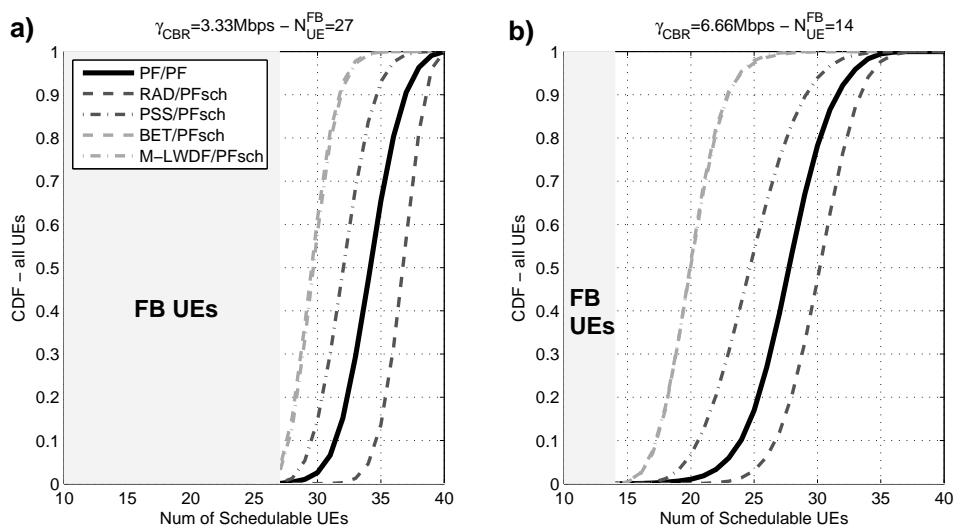 a)
γCBR=3.33Mbps − NUE^FB=27
1
0.9
0.8
0.7
0.6
0.5
0.4
0.3
0.2
0.1
0
CDF − all UEs
PF/PF
RAD/PFsch
PSS/PFsch
BET/PFsch
M−LWDF/PFsch
FB UEs
10 15 20 25 30 35 40
Num of Schedulable UEs
b)
γCBR=6.66Mbps − NUE^FB=14
1
0.9
0.8
0.7
0.6
0.5
0.4
0.3
0.2
0.1
0
CDF − all UEs
FB
UEs
10 15 20 25 30 35 40
Num of Schedulable UEs